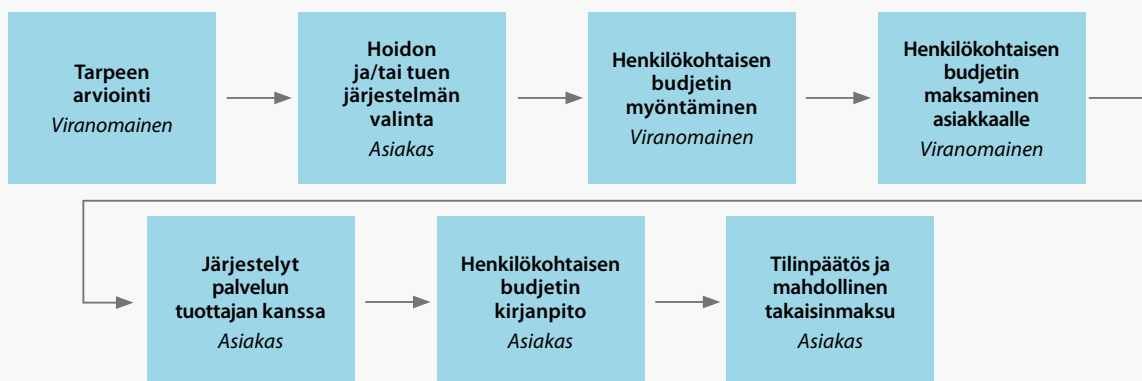 Tarpeen
arviointi
Viranomainen
Hoidon
ja/tai tuen
järjestelmän
valinta
Asiakas
Henkilökohtaisen
budjetin
myöntäminen
Viranomainen
Henkilökohtaisen
budjetin
maksaminen
asiakkaalle
Viranomainen
Järjestelyt
palvelun
tuottajan kanssa
Asiakas
Henkilökohtaisen
budjetin
kirjanpito
Asiakas
Tilinpäätös ja
mahdollinen
takaisinmaksu
Asiakas